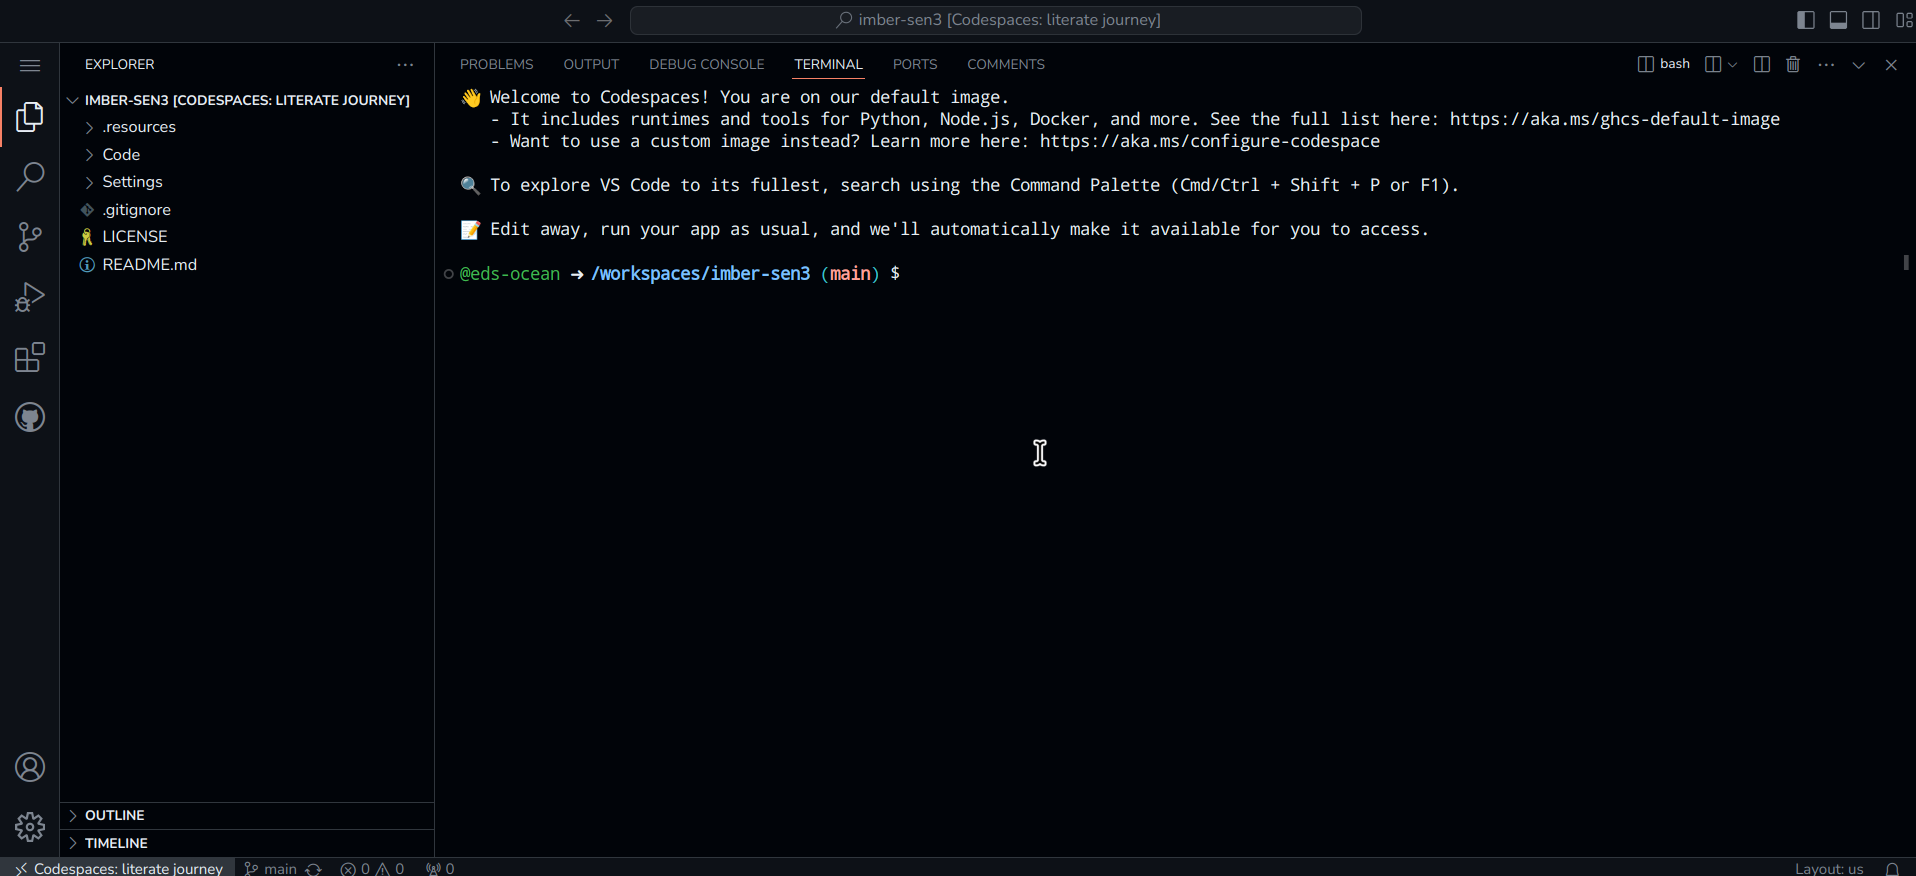 imber-sen3 [Codespaces: literate journey]
EXPLORER
IMBER-SEN3 [CODESPACES: LITERATE JOURNEY]
.resources
Code
Settings
.gitignore
LICENSE
README.md
OUTLINE
TIMELINE
PROBLEMS OUTPUT DEBUG CONSOLE TERMINAL PORTS COMMENTS
bash
👋 Welcome to Codespaces! You are on our default image.
- It includes runtimes and tools for Python, Node.js, Docker, and more. See the full list here: https://aka.ms/ghcs-default-image
- Want to use a custom image instead? Learn more here: https://aka.ms/configure-codespace
🔍 To explore VS Code to its fullest, search using the Command Palette (Cmd/Ctrl + Shift + P or F1).
📝 Edit away, run your app as usual, and we'll automatically make it available for you to access.
@eds-ocean ➜ /workspaces/imber-sen3 (main) $
Codespaces: literate journey main 0 0 0 Layout: us